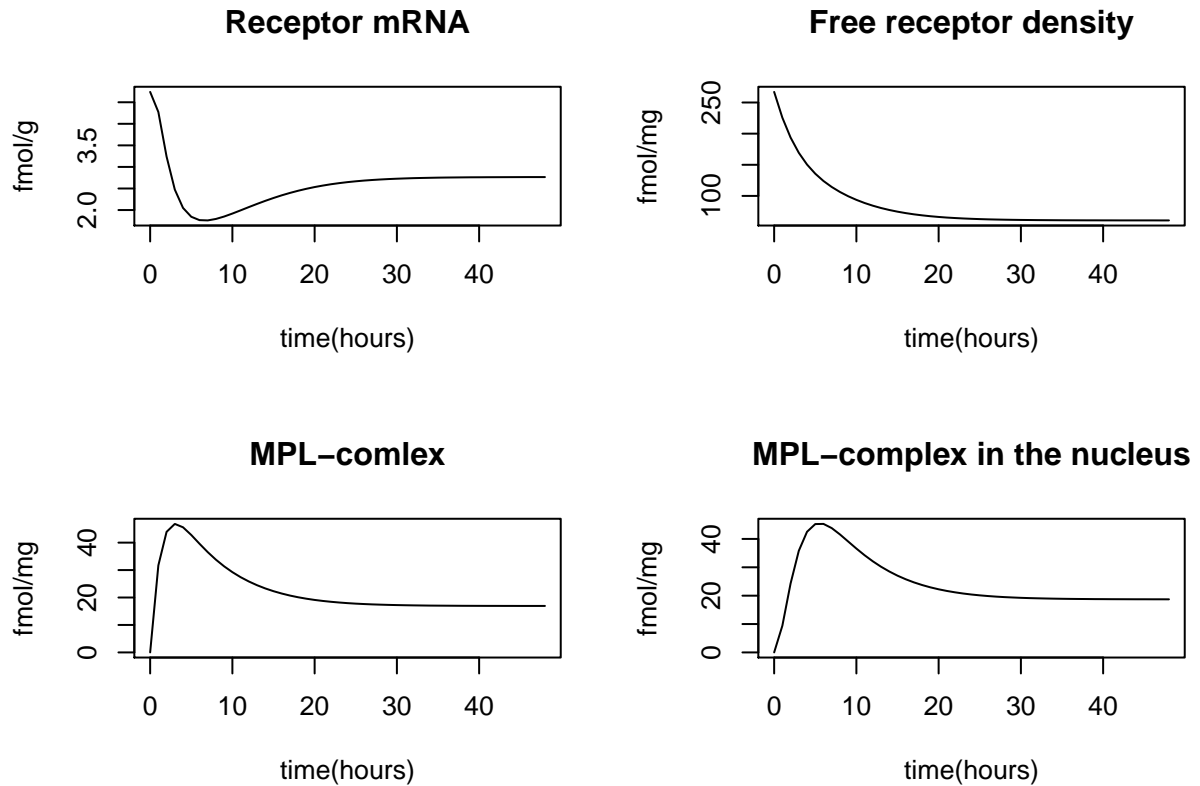 Receptor mRNA
fmol/g
2.0 3.5
0 10 20 30 40
time(hours)
Free receptor density
fmol/mg
100 250
0 10 20 30 40
time(hours)
MPL−comlex
fmol/mg
0 20 40
0 10 20 30 40
time(hours)
MPL−complex in the nucleus
fmol/mg
0 20 40
0 10 20 30 40
time(hours)